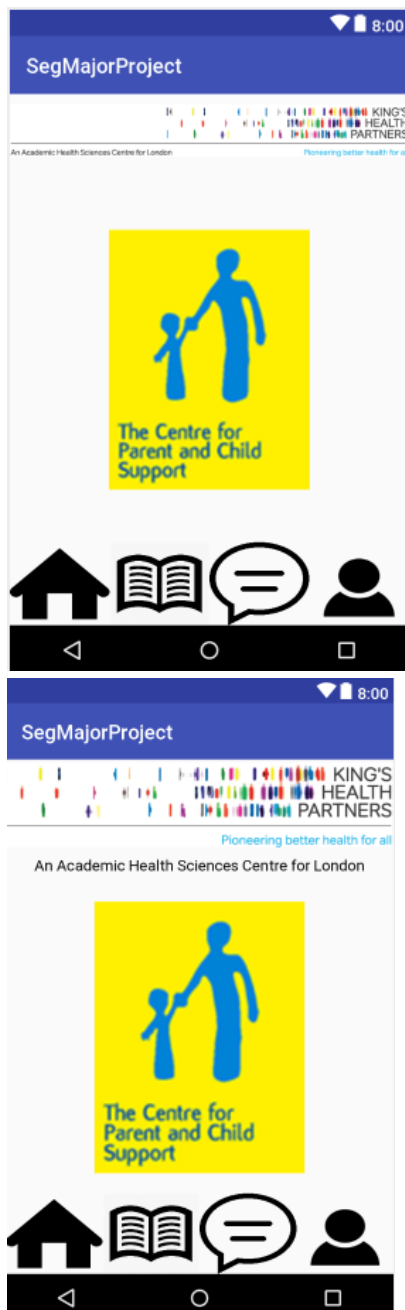 8:00
SegMajorProject
KING'S
HEALTH
PARTNERS
An Academic Health Sciences Centre for London
Pioneering better health for al
The Centre for
Parent and Child
Support
8:00
SegMajorProject
KING'S
HEALTH
PARTNERS
Pioneering better health for all
An Academic Health Sciences Centre for London
The Centre for
Parent and Child
Support